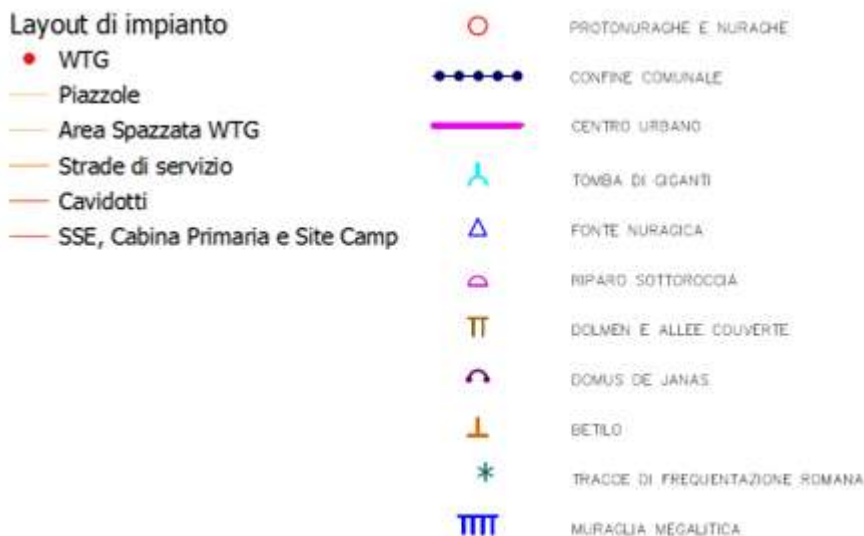 Layout di impianto
WTG
Piazzole
Area Spazzata WTG
Strade di servizio
Cavidotti
SSE, Cabina Primaria e Site Camp
PROTONURAGHE E NURAGHE
CONFINE COMUNALE
CENTRO URBANO
TOMBA DI GIGANTI
FONTE NURAGICA
RIPARO SOTTOROCCIA
DOLMEN E ALLEE COUVERTE
DOMUS DE JANAS
BETILO
TRACCE DI FREQUENTAZIONE ROMANA
MURAGLIA MEGALITICA